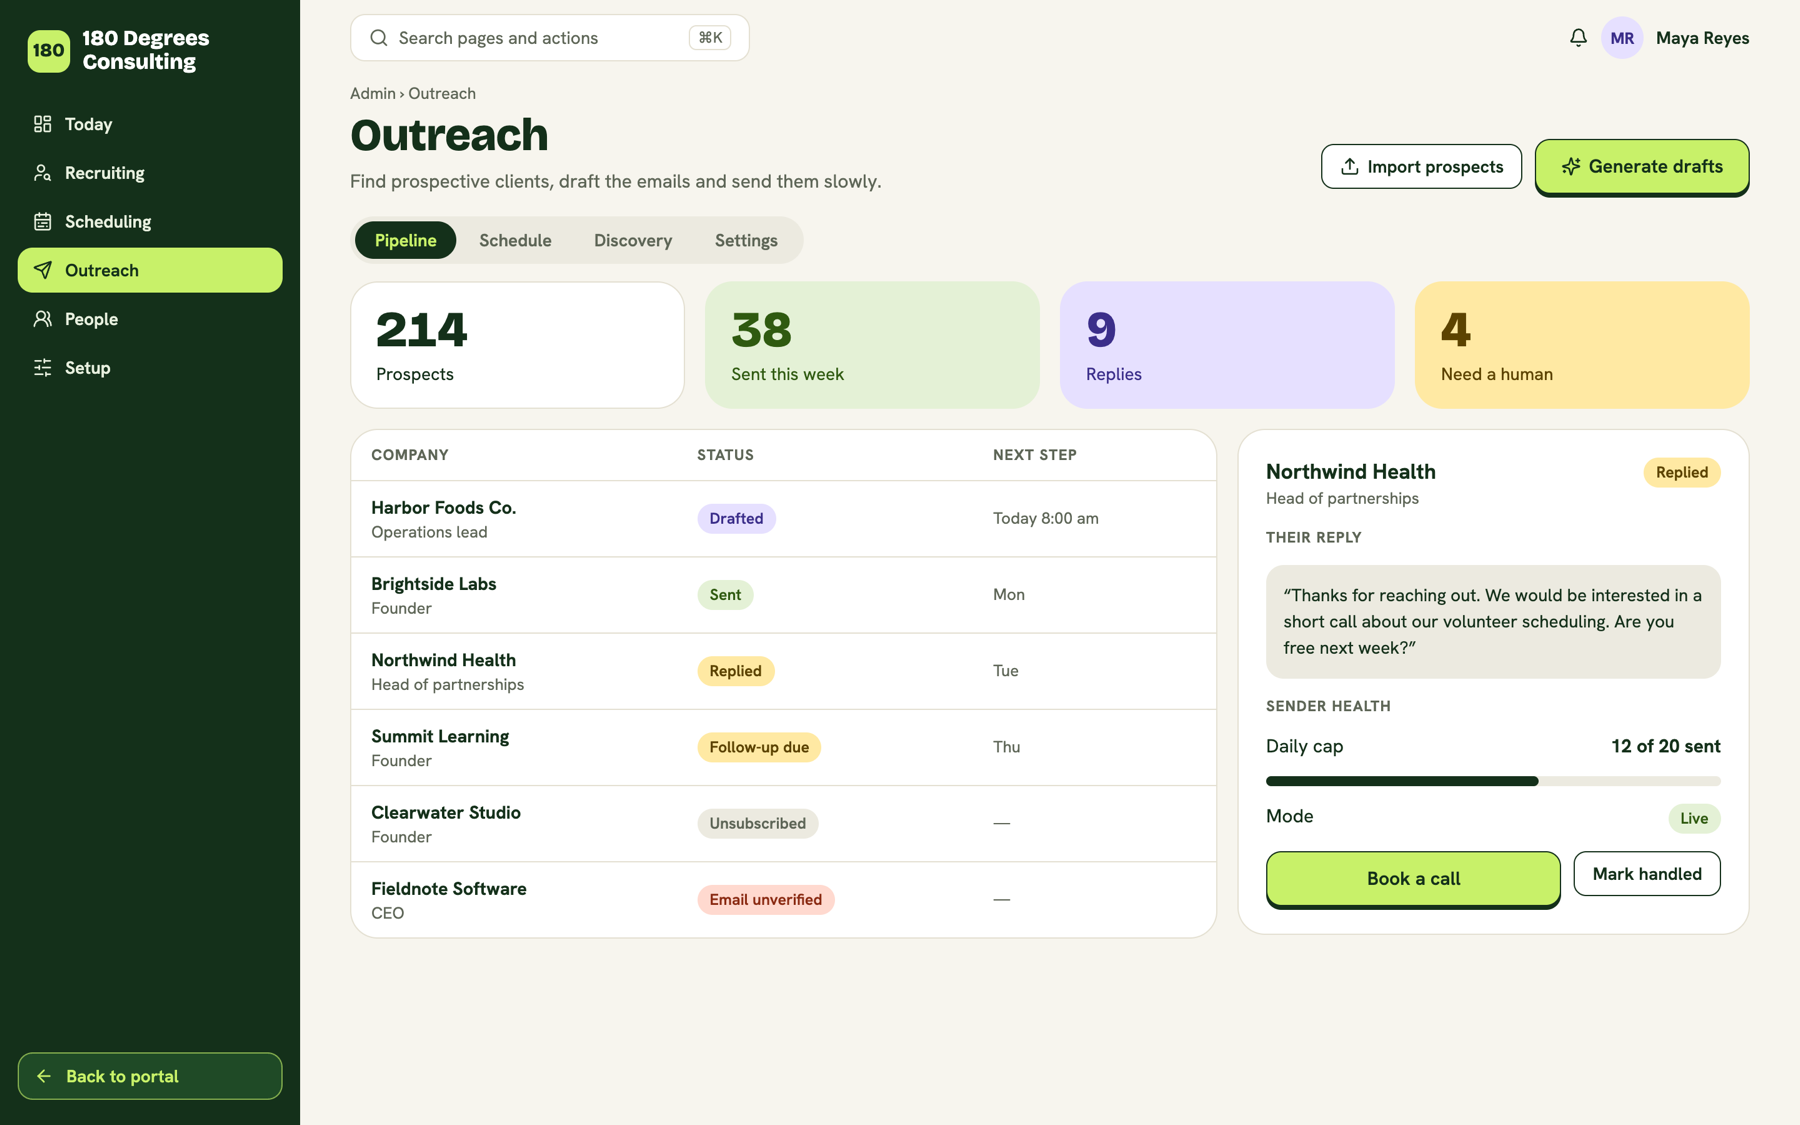 180
180 Degrees
Consulting
Today
Recruiting
Scheduling
Outreach
People
Setup
Back to portal
Search pages and actions
⌘K
MR
Maya Reyes
Admin › Outreach
Outreach
Find prospective clients, draft the emails and send them slowly.
Import prospects
Generate drafts
Pipeline
Schedule
Discovery
Settings
214
Prospects
38
Sent this week
9
Replies
4
Need a human
COMPANY
STATUS
NEXT STEP
Harbor Foods Co.
Operations lead
Drafted
Today 8:00 am
Brightside Labs
Founder
Sent
Mon
Northwind Health
Head of partnerships
Replied
Tue
Summit Learning
Founder
Follow-up due
Thu
Clearwater Studio
Founder
Unsubscribed
—
Fieldnote Software
CEO
Email unverified
—
Northwind Health
Replied
Head of partnerships
THEIR REPLY
“Thanks for reaching out. We would be interested in a
short call about our volunteer scheduling. Are you
free next week?”
SENDER HEALTH
Daily cap
12 of 20 sent
Mode
Live
Book a call
Mark handled